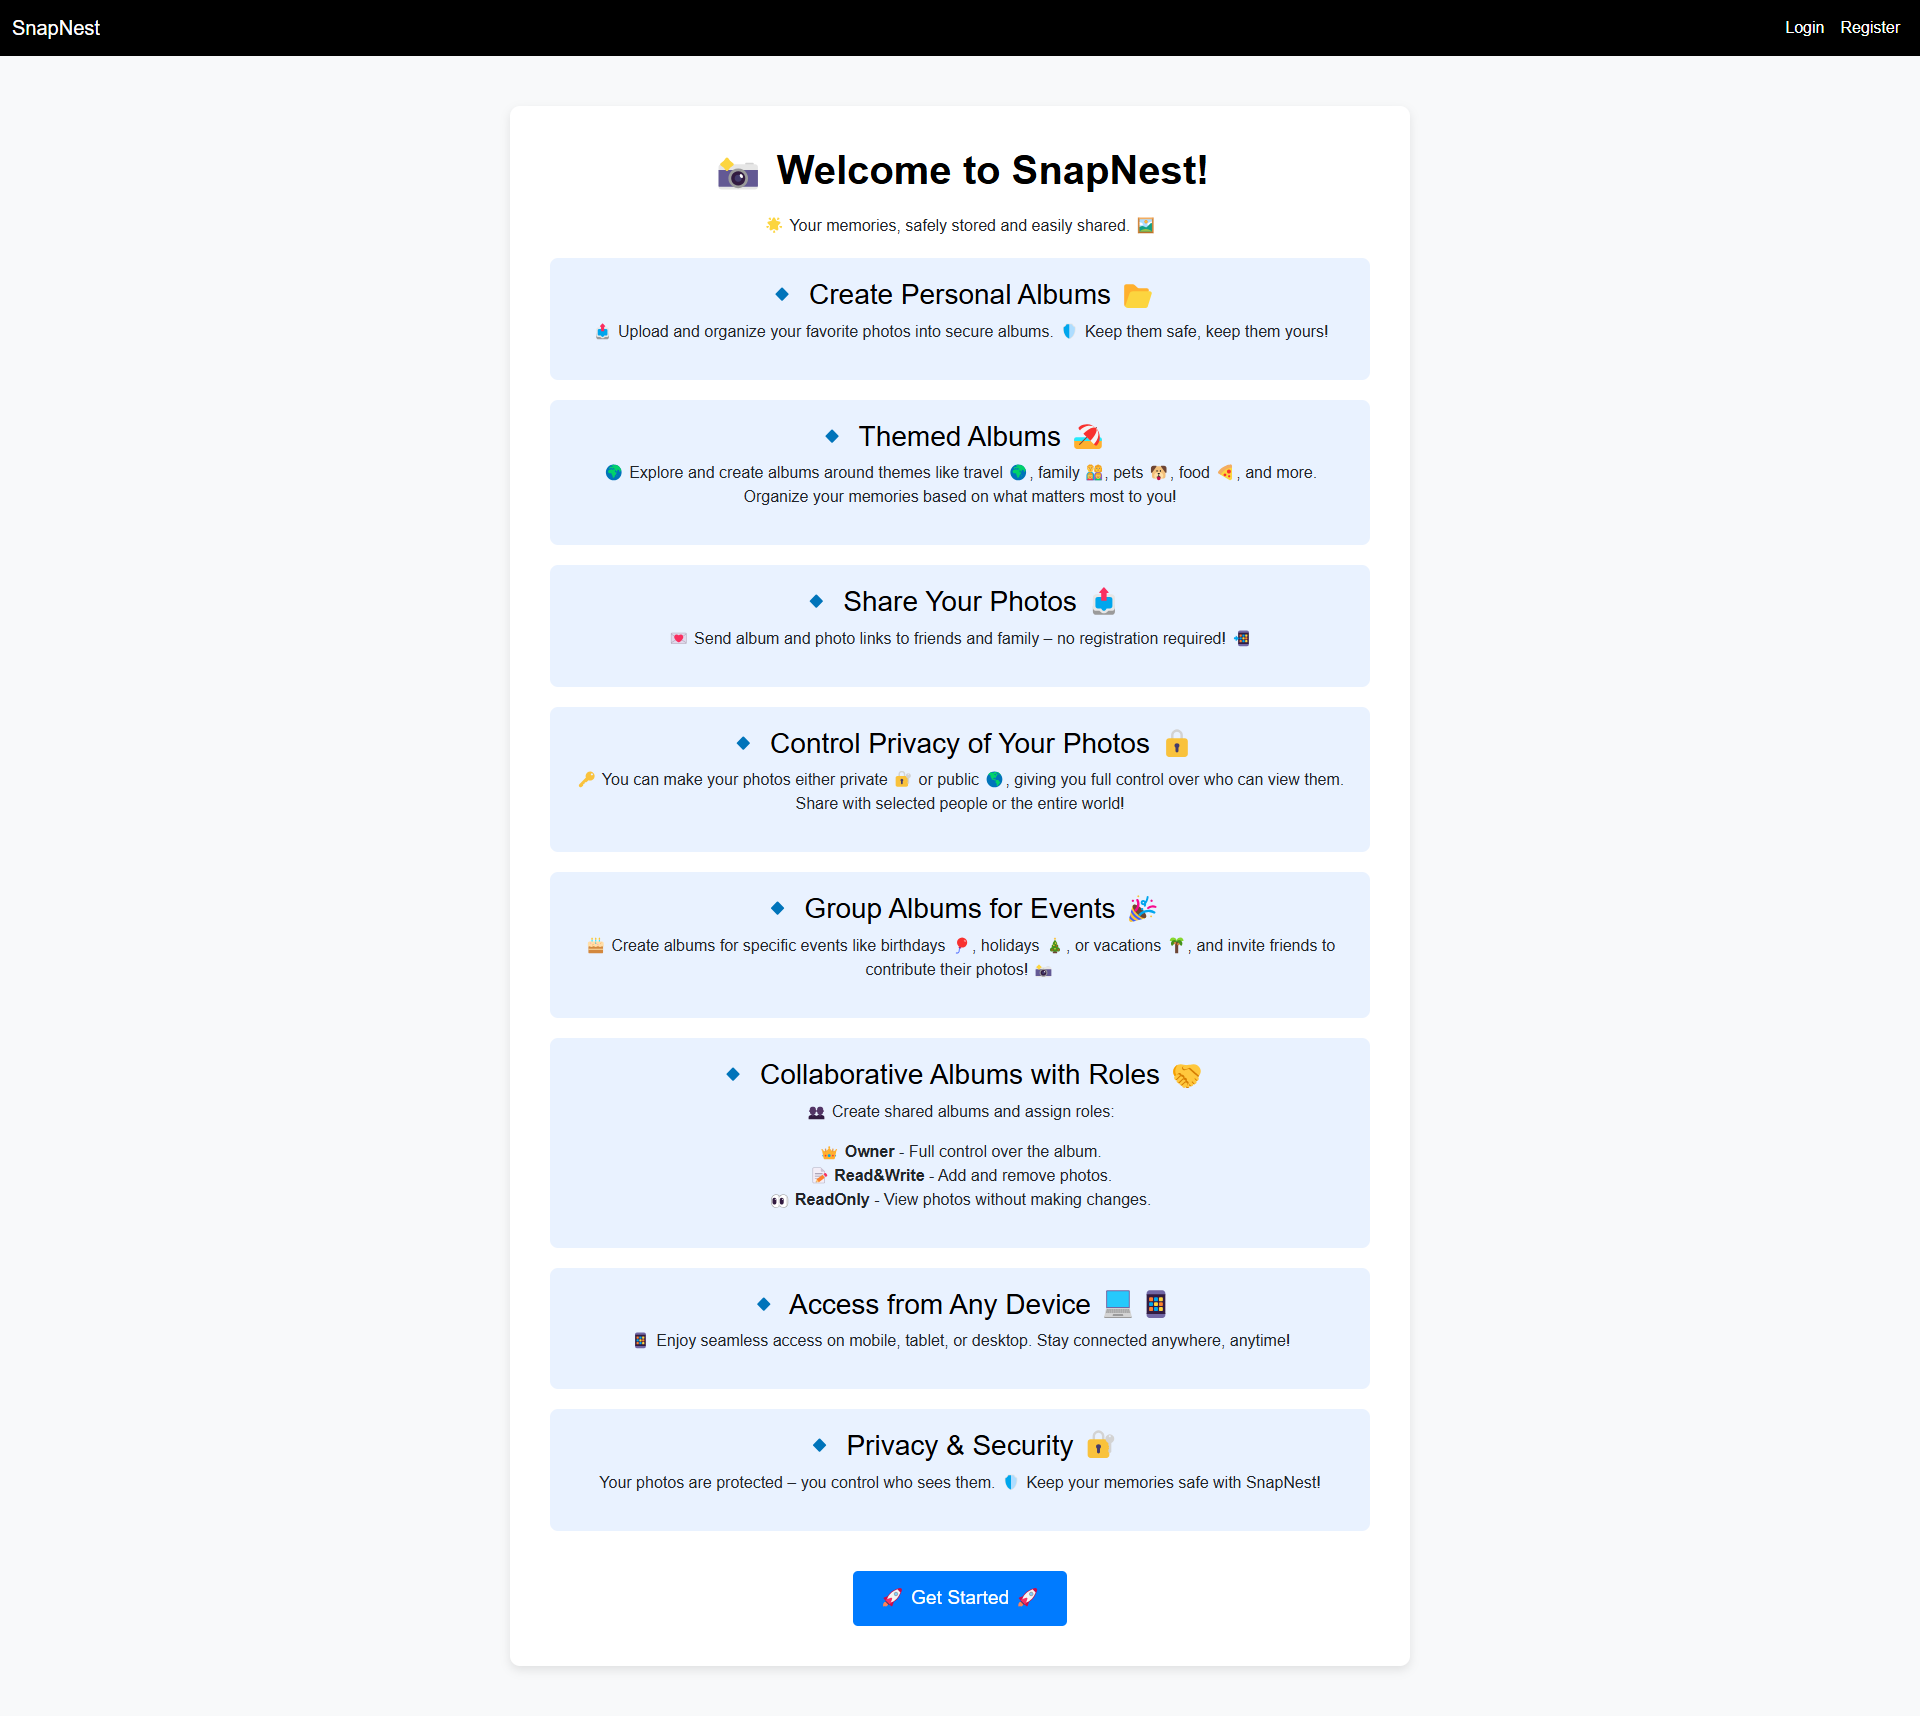 SnapNest
Login Register
📸 Welcome to SnapNest!
🌟 Your memories, safely stored and easily shared. 🖼️
🔹 Create Personal Albums 📂
📤 Upload and organize your favorite photos into secure albums. 🛡️ Keep them safe, keep them yours!
🔹 Themed Albums 🏖️
🌍 Explore and create albums around themes like travel 🌍, family 👨‍👩‍👧‍👦, pets 🐶, food 🍕, and more.
Organize your memories based on what matters most to you!
🔹 Share Your Photos 📤
💌 Send album and photo links to friends and family – no registration required! 📲
🔹 Control Privacy of Your Photos 🔒
🔑 You can make your photos either private 🔐 or public 🌎, giving you full control over who can view them.
Share with selected people or the entire world!
🔹 Group Albums for Events 🎉
🎂 Create albums for specific events like birthdays 🎈, holidays 🎄, or vacations 🌴, and invite friends to
contribute their photos! 📸
🔹 Collaborative Albums with Roles 🤝
👥 Create shared albums and assign roles:
👑 Owner - Full control over the album.
📝 Read&Write - Add and remove photos.
👀 ReadOnly - View photos without making changes.
🔹 Access from Any Device 💻📱
📱 Enjoy seamless access on mobile, tablet, or desktop. Stay connected anywhere, anytime!
🔹 Privacy & Security 🔐
Your photos are protected – you control who sees them. 🛡️ Keep your memories safe with SnapNest!
🚀 Get Started 🚀